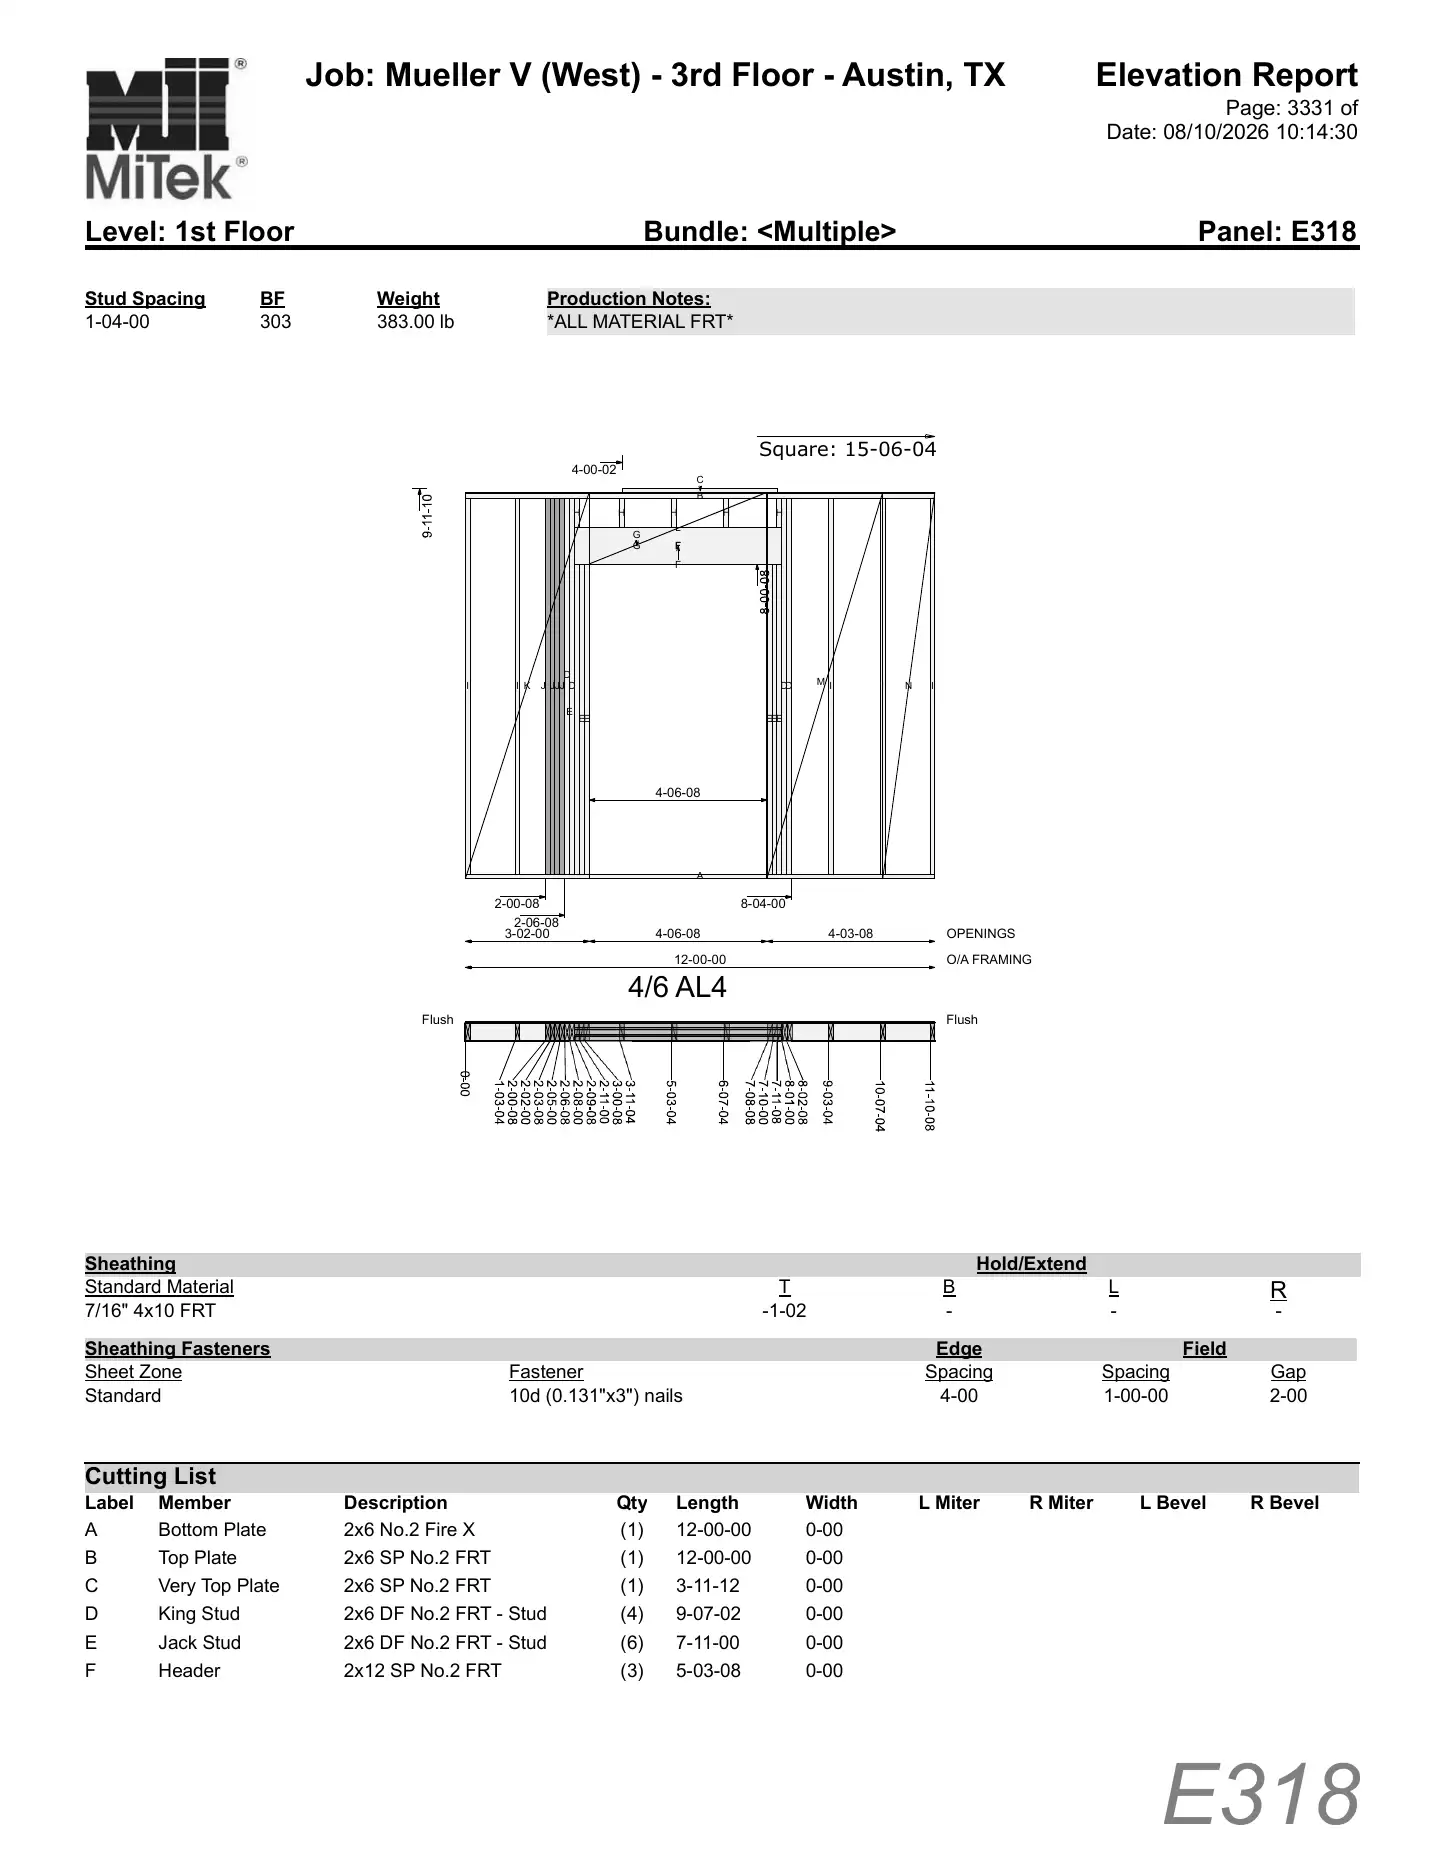 Job: Mueller V (West) - 3rd Floor - Austin, TX
Elevation Report
Page: 3331 of
Date: 08/10/2026 10:14:30
MiTek®
Level: 1st Floor Bundle: <Multiple> Panel: E318
Stud Spacing BF Weight Production Notes:
1-04-00 303 383.00 lb *ALL MATERIAL FRT*
Square: 15-06-04
4-00-02
C
B
9-11-10
G
G
F
F
8-00-08
D
I I K J JJJJ D M I N I
E
4-06-08
A
2-00-08 8-04-00
2-06-08
3-02-00 4-06-08 4-03-08 OPENINGS
12-00-00 O/A FRAMING
4/6 AL4
Flush Flush
0-00 1-03-04 2-00-08 2-02-00 2-03-08 2-05-00 2-06-08 2-08-00 2-09-08 2-11-00 3-00-08 3-11-04 5-03-04 6-07-04 7-08-08 7-10-00 7-11-08 8-01-00 8-02-08 9-03-04 10-07-04 11-10-08
Sheathing Hold/Extend
Standard Material T B L R
7/16" 4x10 FRT -1-02 - - -
Sheathing Fasteners Edge Field
Sheet Zone Fastener Spacing Spacing Gap
Standard 10d (0.131"x3") nails 4-00 1-00-00 2-00
Cutting List
Label Member Description Qty Length Width L Miter R Miter L Bevel R Bevel
A Bottom Plate 2x6 No.2 Fire X (1) 12-00-00 0-00
B Top Plate 2x6 SP No.2 FRT (1) 12-00-00 0-00
C Very Top Plate 2x6 SP No.2 FRT (1) 3-11-12 0-00
D King Stud 2x6 DF No.2 FRT - Stud (4) 9-07-02 0-00
E Jack Stud 2x6 DF No.2 FRT - Stud (6) 7-11-00 0-00
F Header 2x12 SP No.2 FRT (3) 5-03-08 0-00
E318